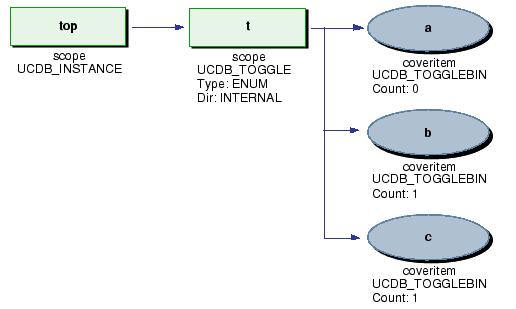 top
scope
UCDB_INSTANCE
t
scope
UCDB_TOGGLE
Type: ENUM
Dir: INTERNAL
a
coveritem
UCDB_TOGGLEBIN
Count: 0
b
coveritem
UCDB_TOGGLEBIN
Count: 1
c
coveritem
UCDB_TOGGLEBIN
Count: 1